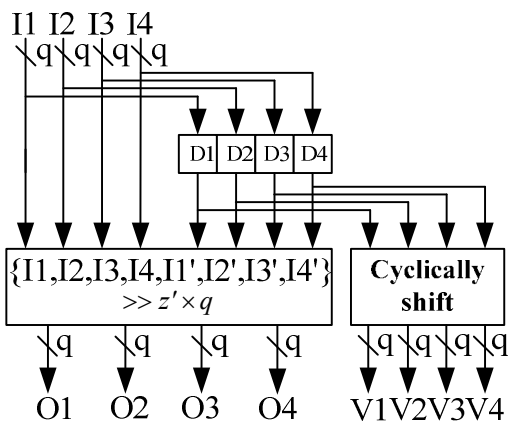 I1 I2 I3 I4
q q q q
D1 D2 D3 D4
{I1,I2,I3,I4,I1',I2',I3',I4'}
>> z'×q
Cyclically
shift
q q q q q q q q
O1 O2 O3 O4 V1 V2 V3 V4